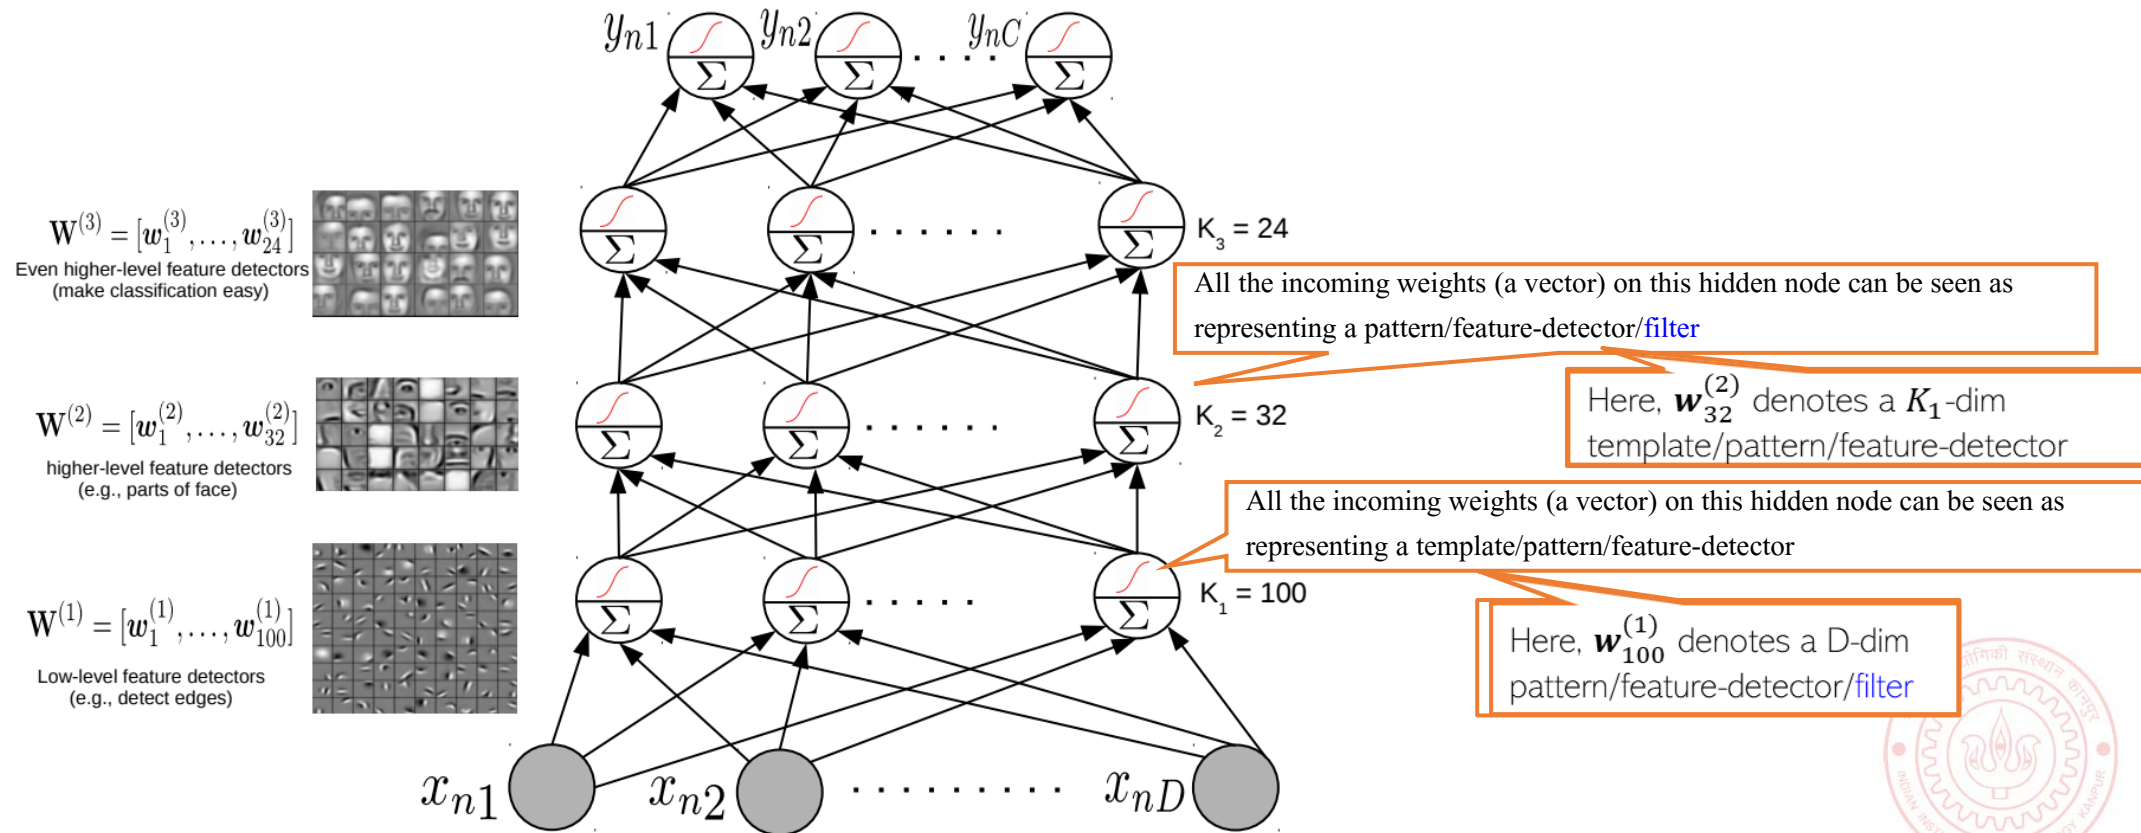 y_{n1} y_{n2} . . . . y_{nC}
Σ Σ Σ
W^{(3)} = [w_1^{(3)}, . . . , w_{24}^{(3)}]
Even higher-level feature detectors
(make classification easy)
Σ Σ . . . . . . Σ
K_3 = 24
All the incoming weights (a vector) on this hidden node can be seen as
representing a pattern/feature-detector/filter
W^{(2)} = [w_1^{(2)}, . . . , w_{32}^{(2)}]
higher-level feature detectors
(e.g., parts of face)
Σ Σ . . . . . . Σ
K_2 = 32
Here, w_{32}^{(2)} denotes a K_1-dim
template/pattern/feature-detector
All the incoming weights (a vector) on this hidden node can be seen as
representing a template/pattern/feature-detector
W^{(1)} = [w_1^{(1)}, . . . , w_{100}^{(1)}]
Low-level feature detectors
(e.g., detect edges)
Σ Σ . . . . . Σ
K_1 = 100
Here, w_{100}^{(1)} denotes a D-dim
pattern/feature-detector/filter
x_{n1} x_{n2} . . . . . . . . . x_{nD}
संस्थान कानपुर
INDIAN
KANPUR